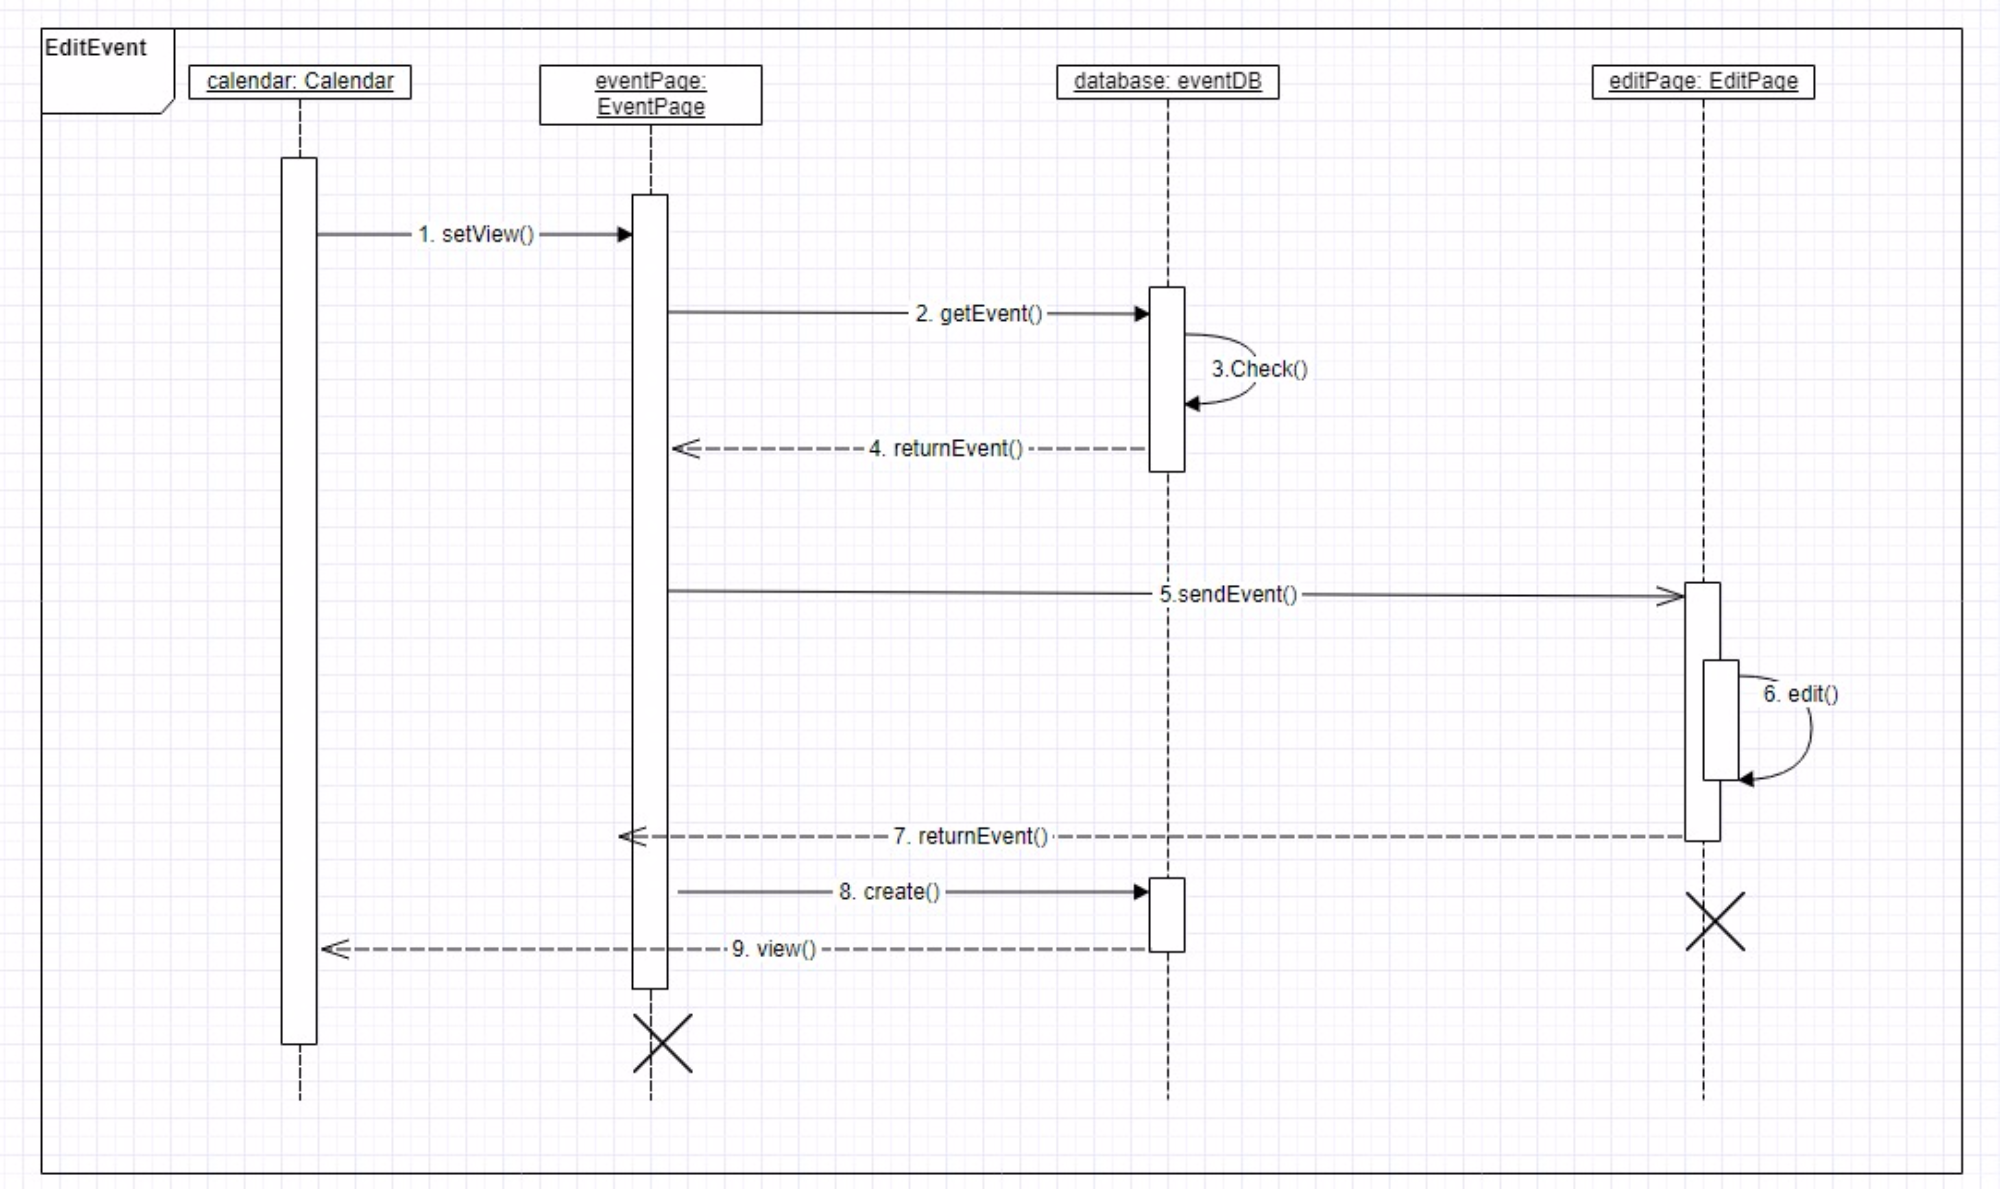 EditEvent
calendar: Calendar
eventPage:
EventPage
database: eventDB
editPage: EditPage
1. setView()
2. getEvent()
3.Check()
4. returnEvent()
5.sendEvent()
6. edit()
7. returnEvent()
8. create()
9. view()